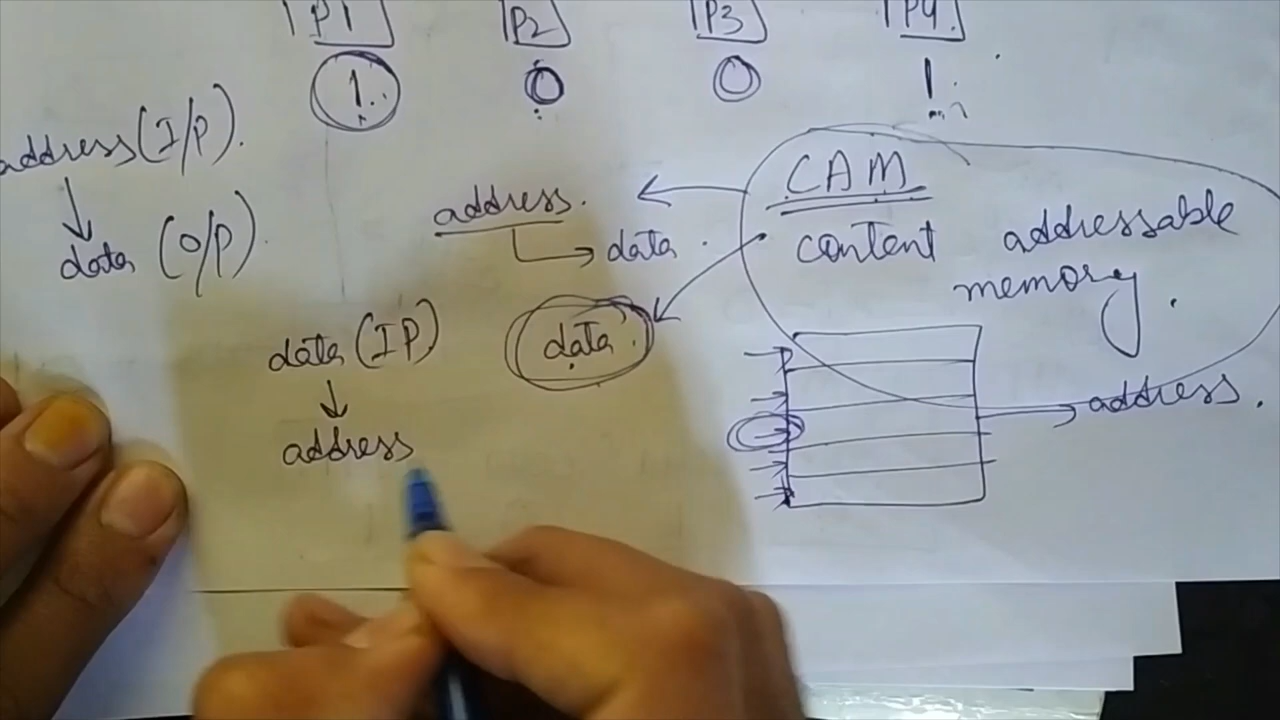 P1 P2 P3 P4.
1. 0 0 1.
address (I/P).
data (O/P).
address.
data.
CAM
content addressable
memory.
data (IP)
address
data.
address.